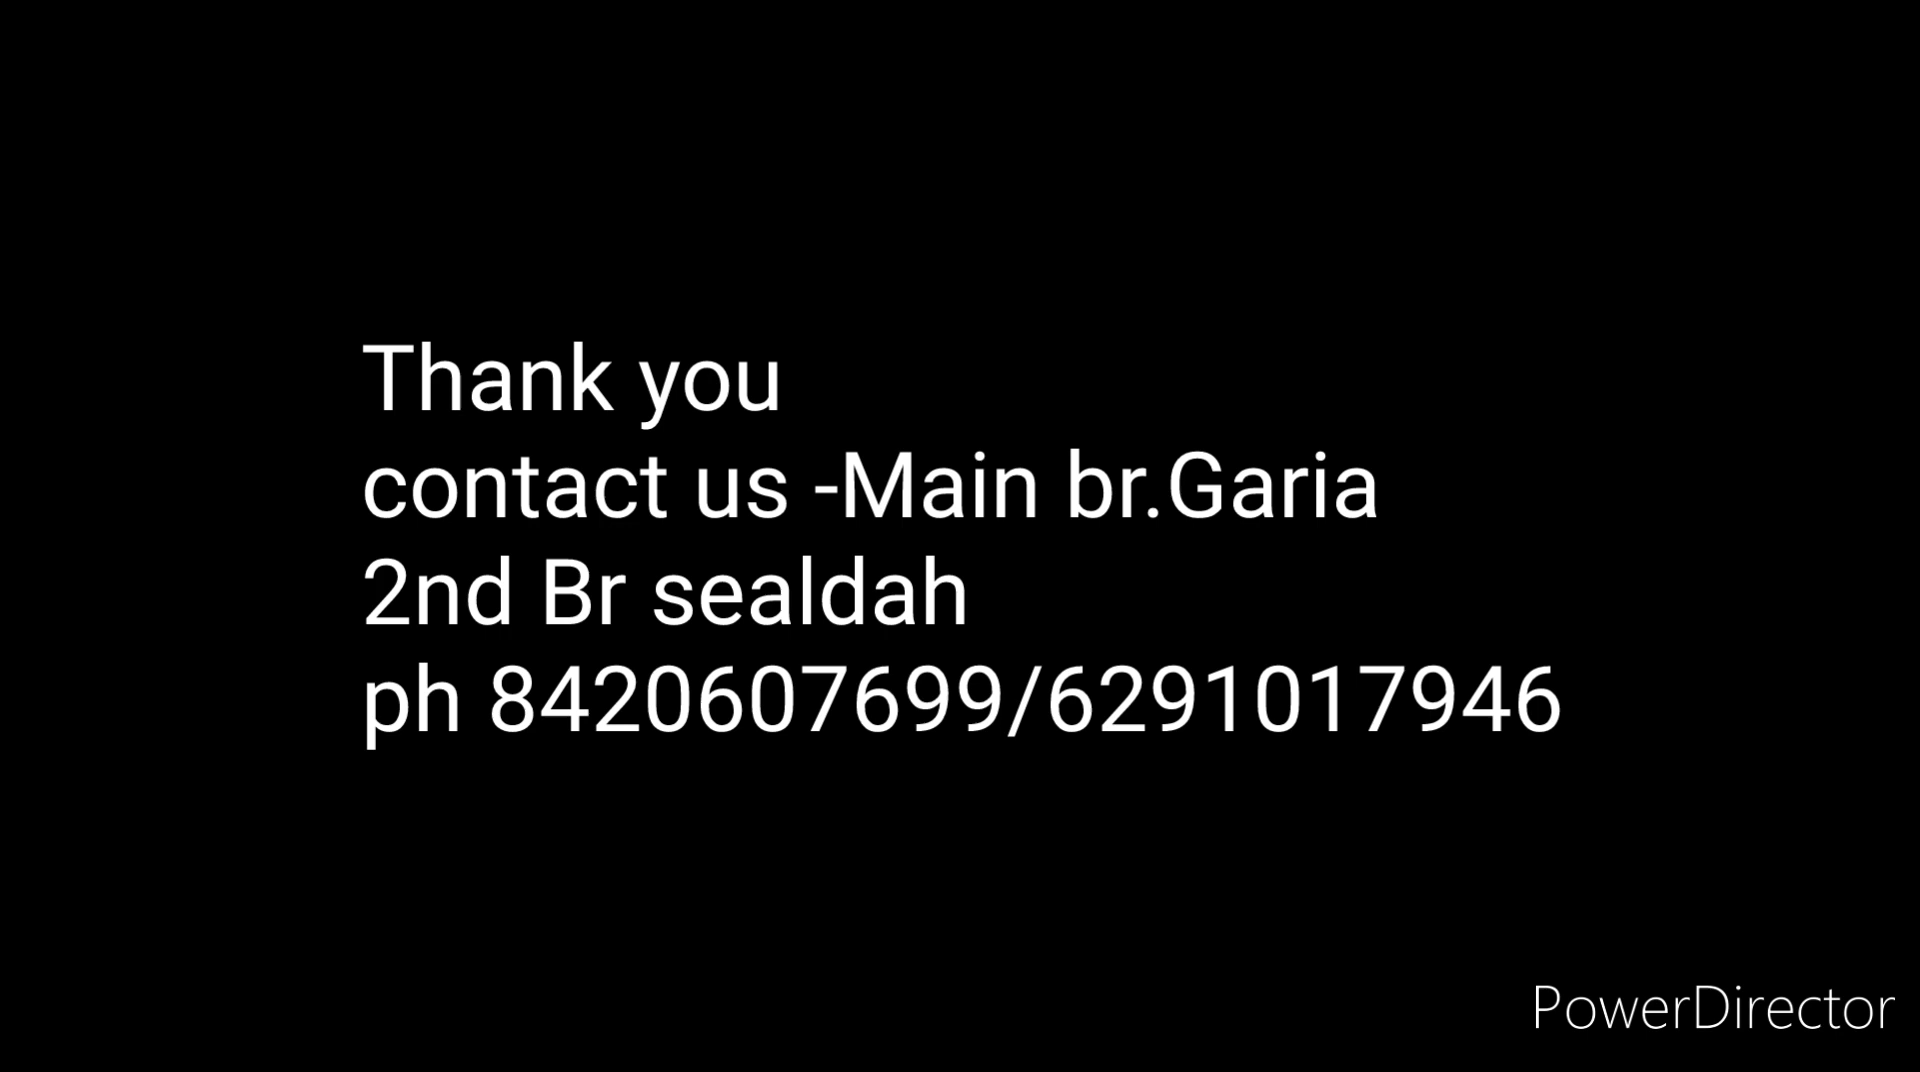 Thank you
contact us -Main br.Garia
2nd Br sealdah
ph 8420607699/6291017946
PowerDirector